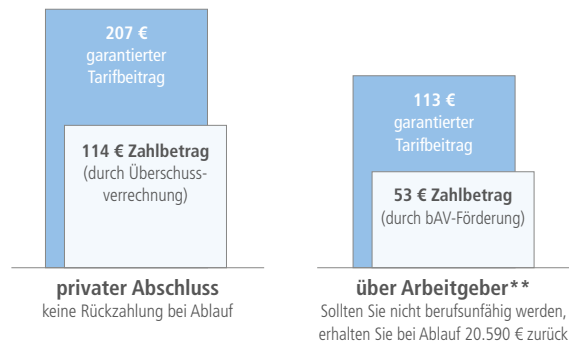 207 €
garantierter
Tarifbeitrag
114 € Zahlbetrag
(durch Überschuss-
verrechnung)
privater Abschluss
keine Rückzahlung bei Ablauf
113 €
garantierter
Tarifbeitrag
53 € Zahlbetrag
(durch bAV-Förderung)
über Arbeitgeber**
Sollten Sie nicht berufsunfähig werden,
erhalten Sie bei Ablauf 20.590 € zurück